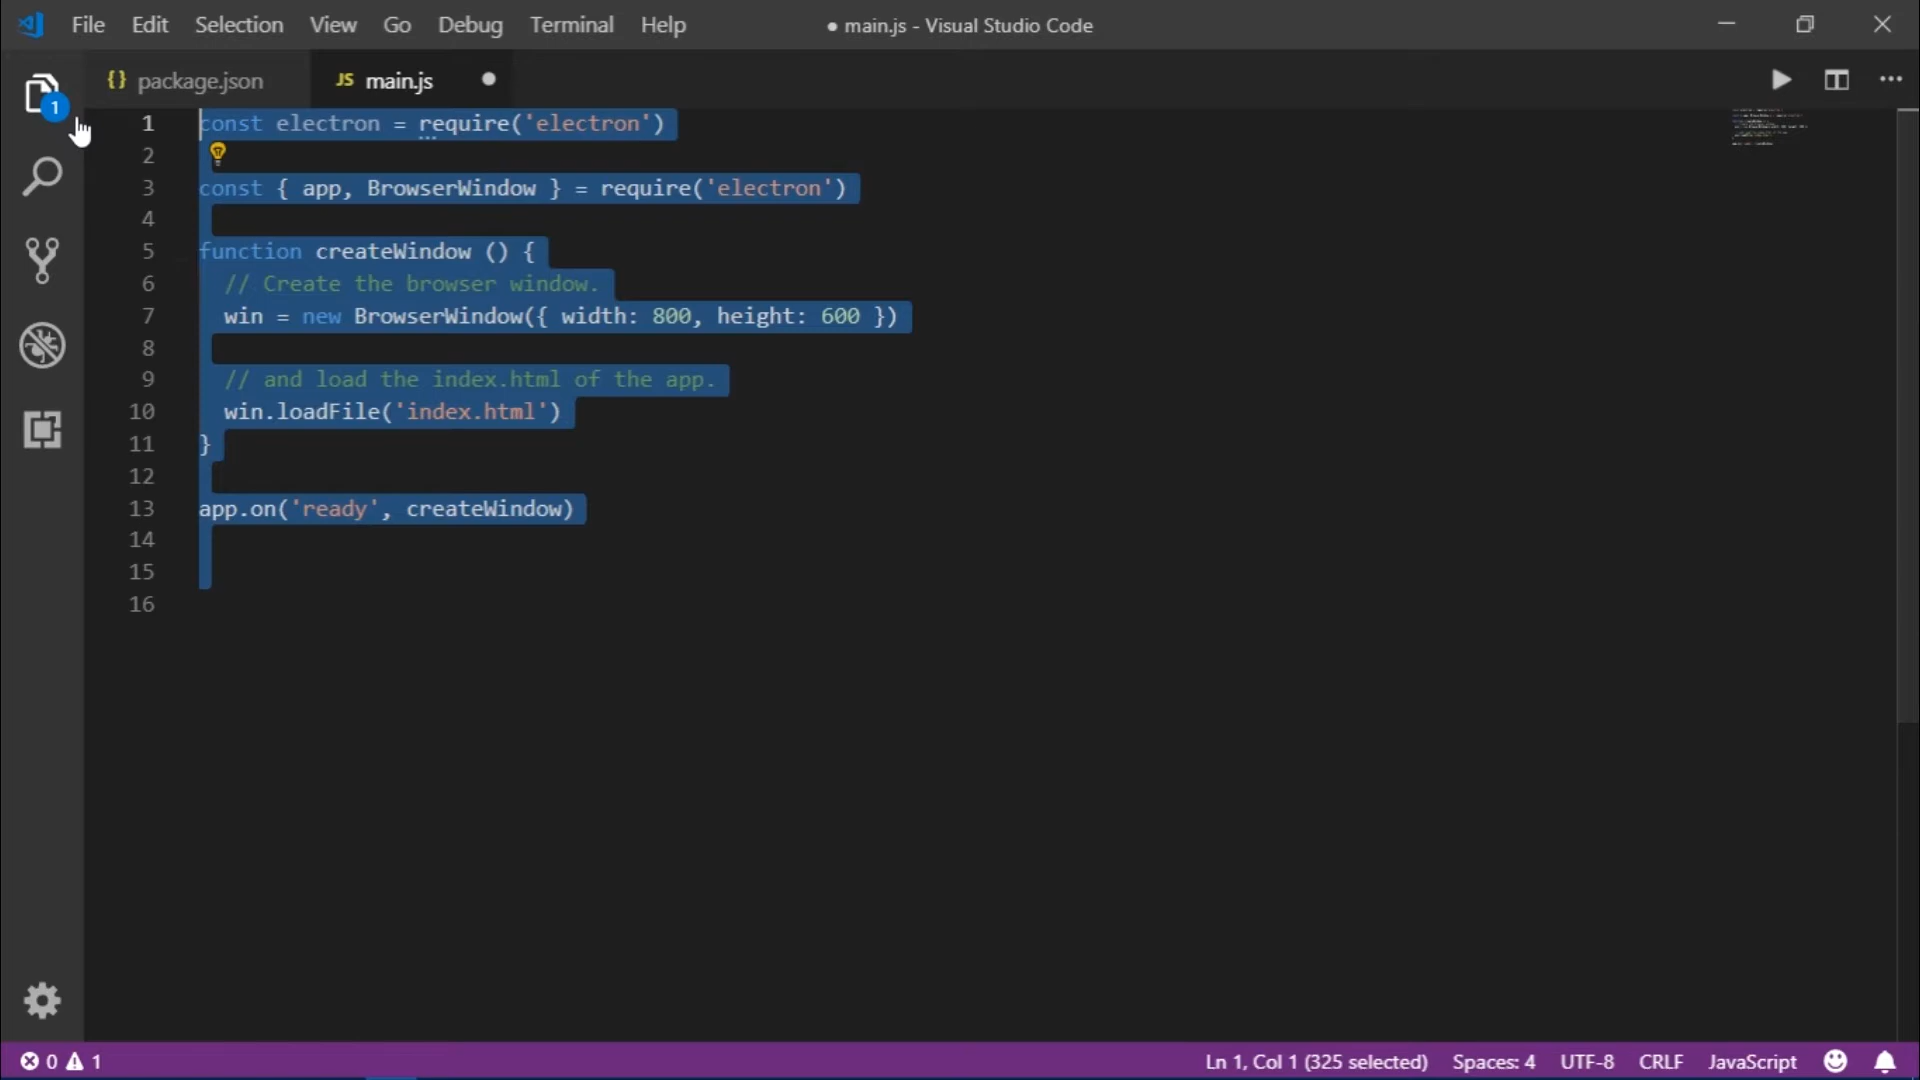 File Edit Selection View Go Debug Terminal Help
● main.js - Visual Studio Code
{} package.json
JS main.js ●
1
1 const electron = require('electron')
2
3 const { app, BrowserWindow } = require('electron')
4
5 function createWindow () {
6 // Create the browser window.
7 win = new BrowserWindow({ width: 800, height: 600 })
8
9 // and load the index.html of the app.
10 win.loadFile('index.html')
11 }
12
13 app.on('ready', createWindow)
14
15
16
0 1
Ln 1, Col 1 (325 selected) Spaces: 4 UTF-8 CRLF JavaScript